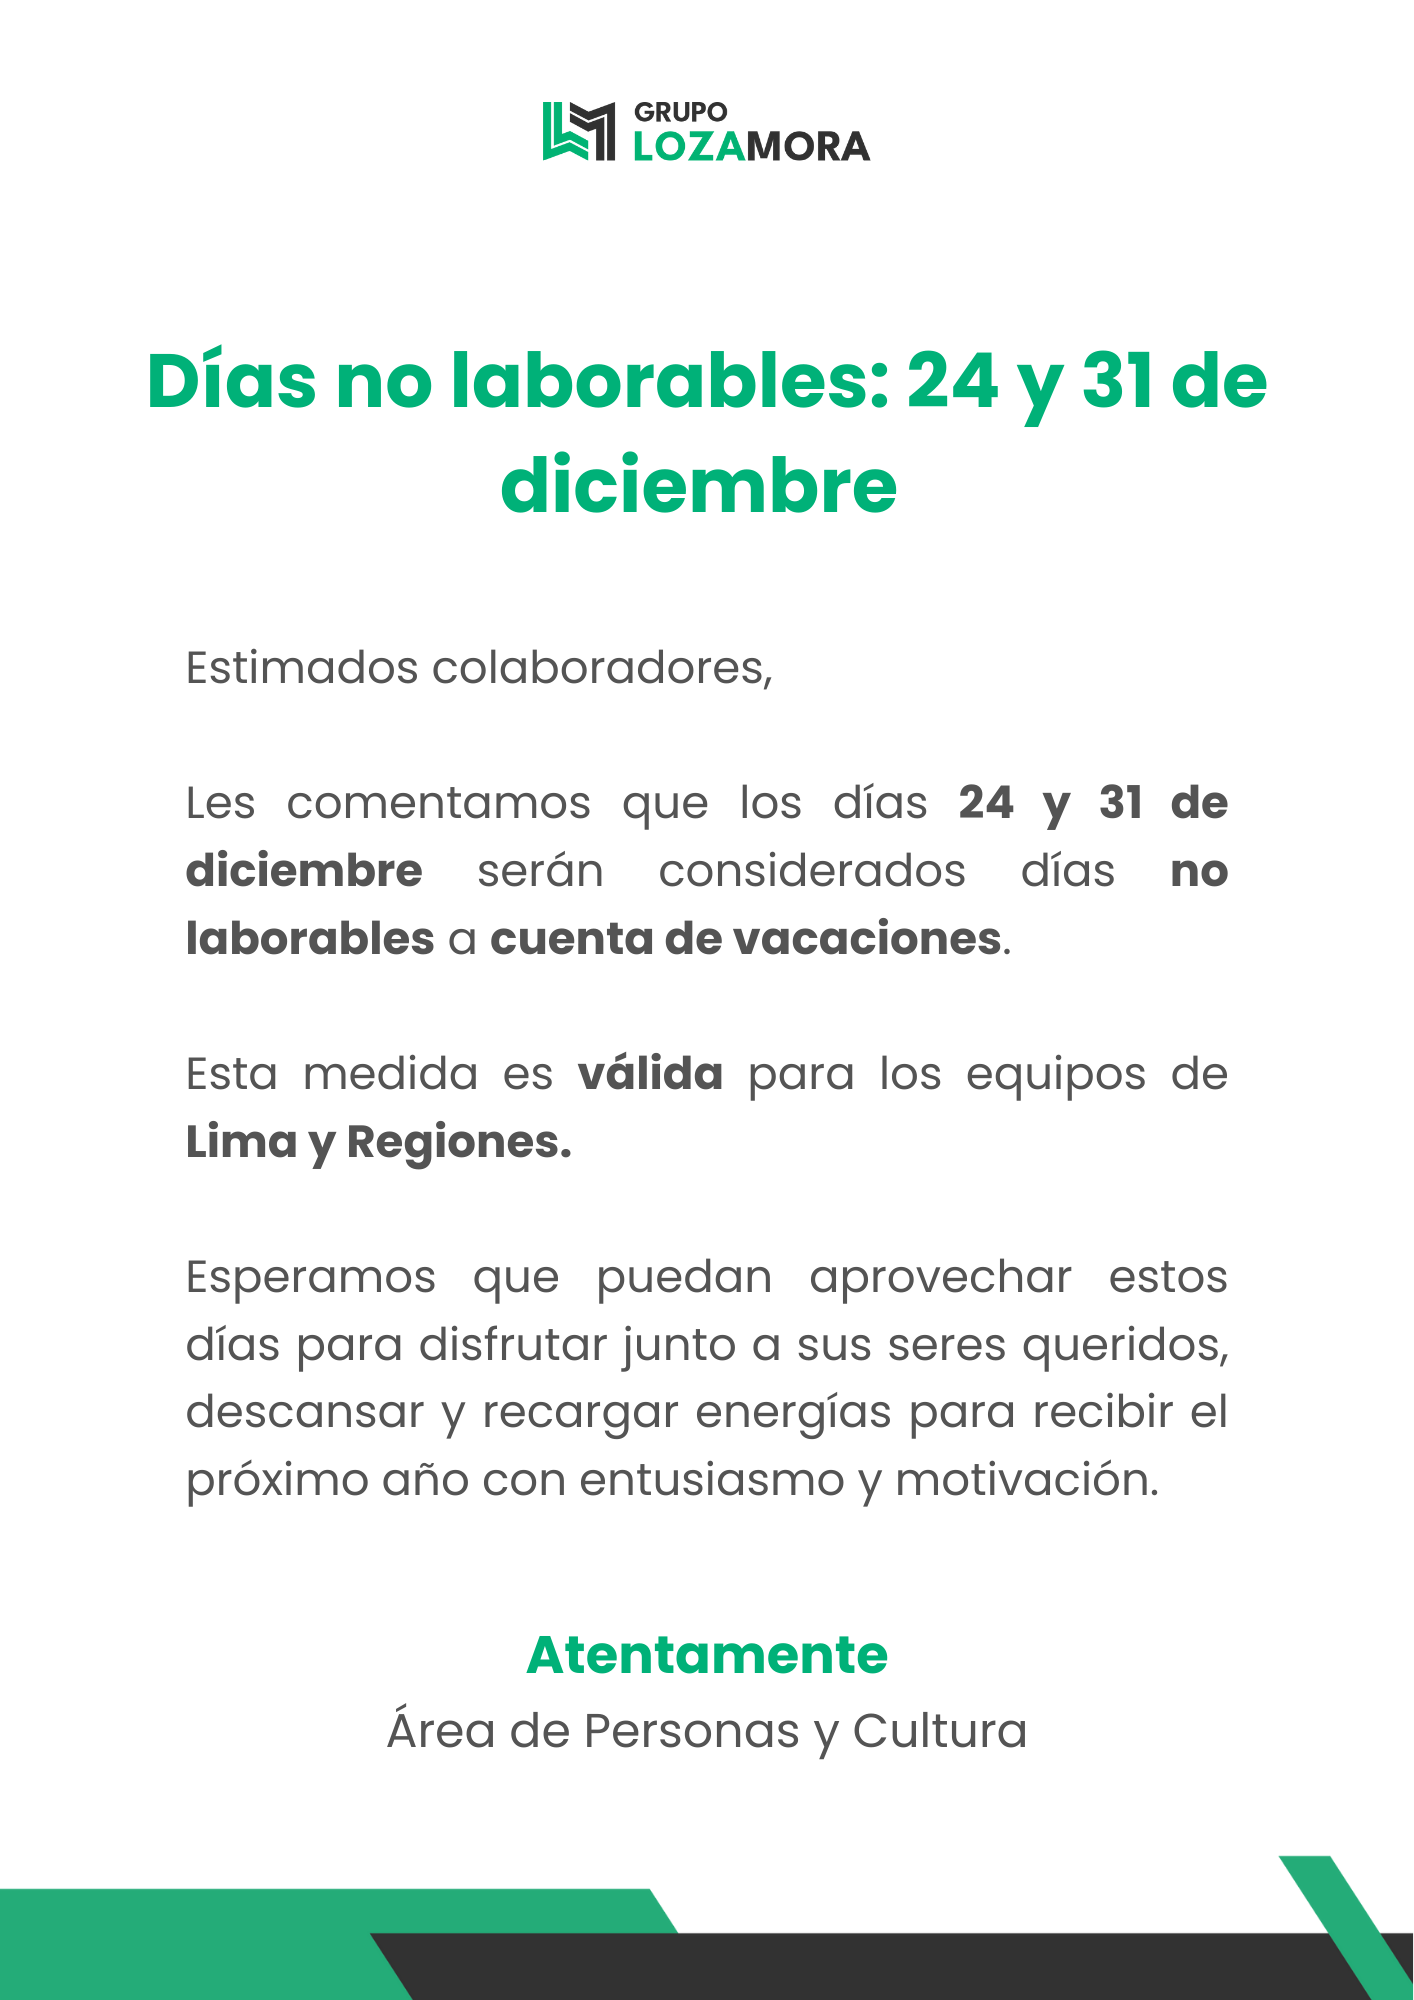 GRUPO
LOZAMORA
Días no laborables: 24 y 31 de
diciembre
Estimados colaboradores,
Les comentamos que los días 24 y 31 de
diciembre serán considerados días no
laborables a cuenta de vacaciones.
Esta medida es válida para los equipos de
Lima y Regiones.
Esperamos que puedan aprovechar estos
días para disfrutar junto a sus seres queridos,
descansar y recargar energías para recibir el
próximo año con entusiasmo y motivación.
Atentamente
Área de Personas y Cultura